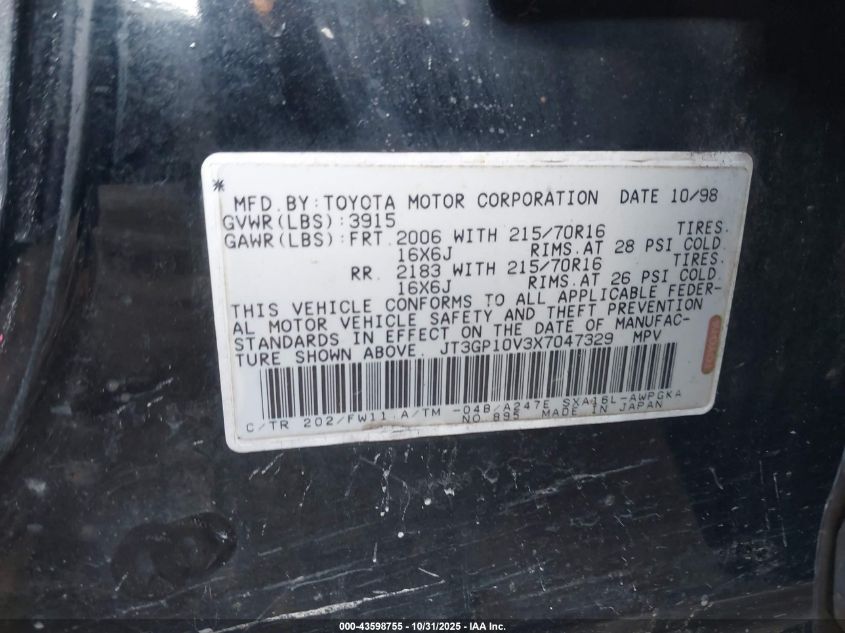 * MFD.BY:TOYOTA MOTOR CORPORATION DATE 10/98
GVWR(LBS):3915
GAWR(LBS):FRT.2006 WITH 215/70R16 TIRES.
16X6J RIMS.AT 28 PSI COLD.
RR. 2183 WITH 215/70R16 TIRES.
16X6J RIMS.AT 26 PSI COLD.
THIS VEHICLE CONFORMS TO ALL APPLICABLE FEDER-
AL MOTOR VEHICLE SAFETY AND THEFT PREVENTION
STANDARDS IN EFFECT ON THE DATE OF MANUFAC-
TURE SHOWN ABOVE. JT3GP10V3X7047329 MPV
C/TR 202/FW11 A/TM -04B/A247E SXA16L-AWPGKA
NO.895 MADE IN JAPAN
TOYOTA
000-43598755 - 10/31/2025 - IAA Inc.